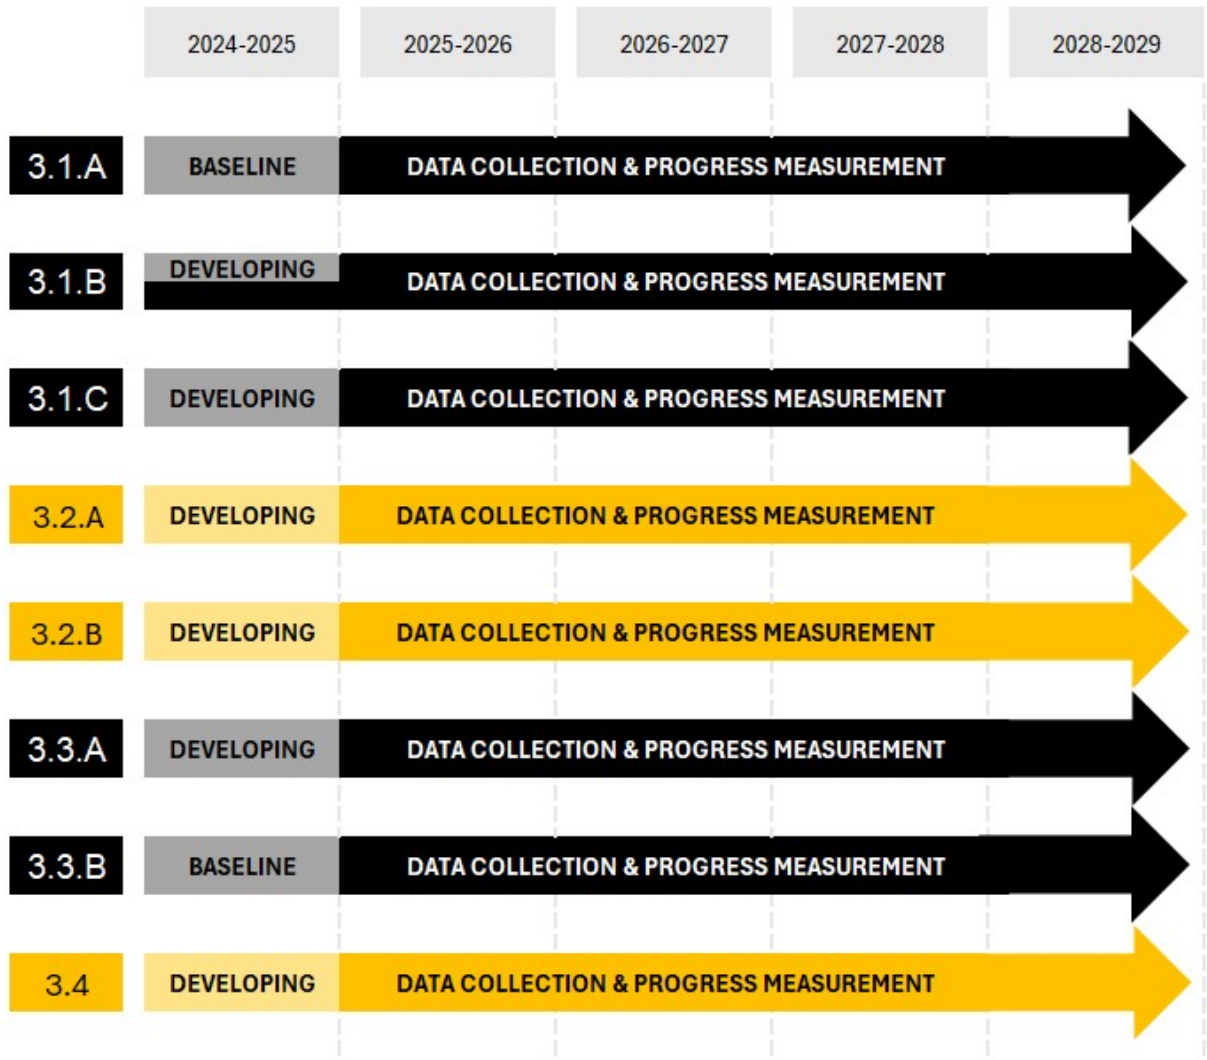 2024-2025 2025-2026 2026-2027 2027-2028 2028-2029
3.1.A BASELINE DATA COLLECTION & PROGRESS MEASUREMENT
3.1.B DEVELOPING DATA COLLECTION & PROGRESS MEASUREMENT
3.1.C DEVELOPING DATA COLLECTION & PROGRESS MEASUREMENT
3.2.A DEVELOPING DATA COLLECTION & PROGRESS MEASUREMENT
3.2.B DEVELOPING DATA COLLECTION & PROGRESS MEASUREMENT
3.3.A DEVELOPING DATA COLLECTION & PROGRESS MEASUREMENT
3.3.B BASELINE DATA COLLECTION & PROGRESS MEASUREMENT
3.4 DEVELOPING DATA COLLECTION & PROGRESS MEASUREMENT